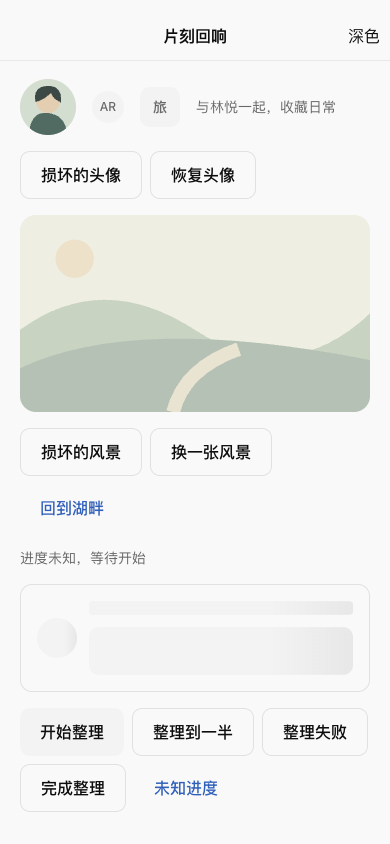 片刻回响
深色
AR
旅
与林悦一起，收藏日常
损坏的头像
恢复头像
损坏的风景
换一张风景
回到湖畔
进度未知，等待开始
开始整理
整理到一半
整理失败
完成整理
未知进度